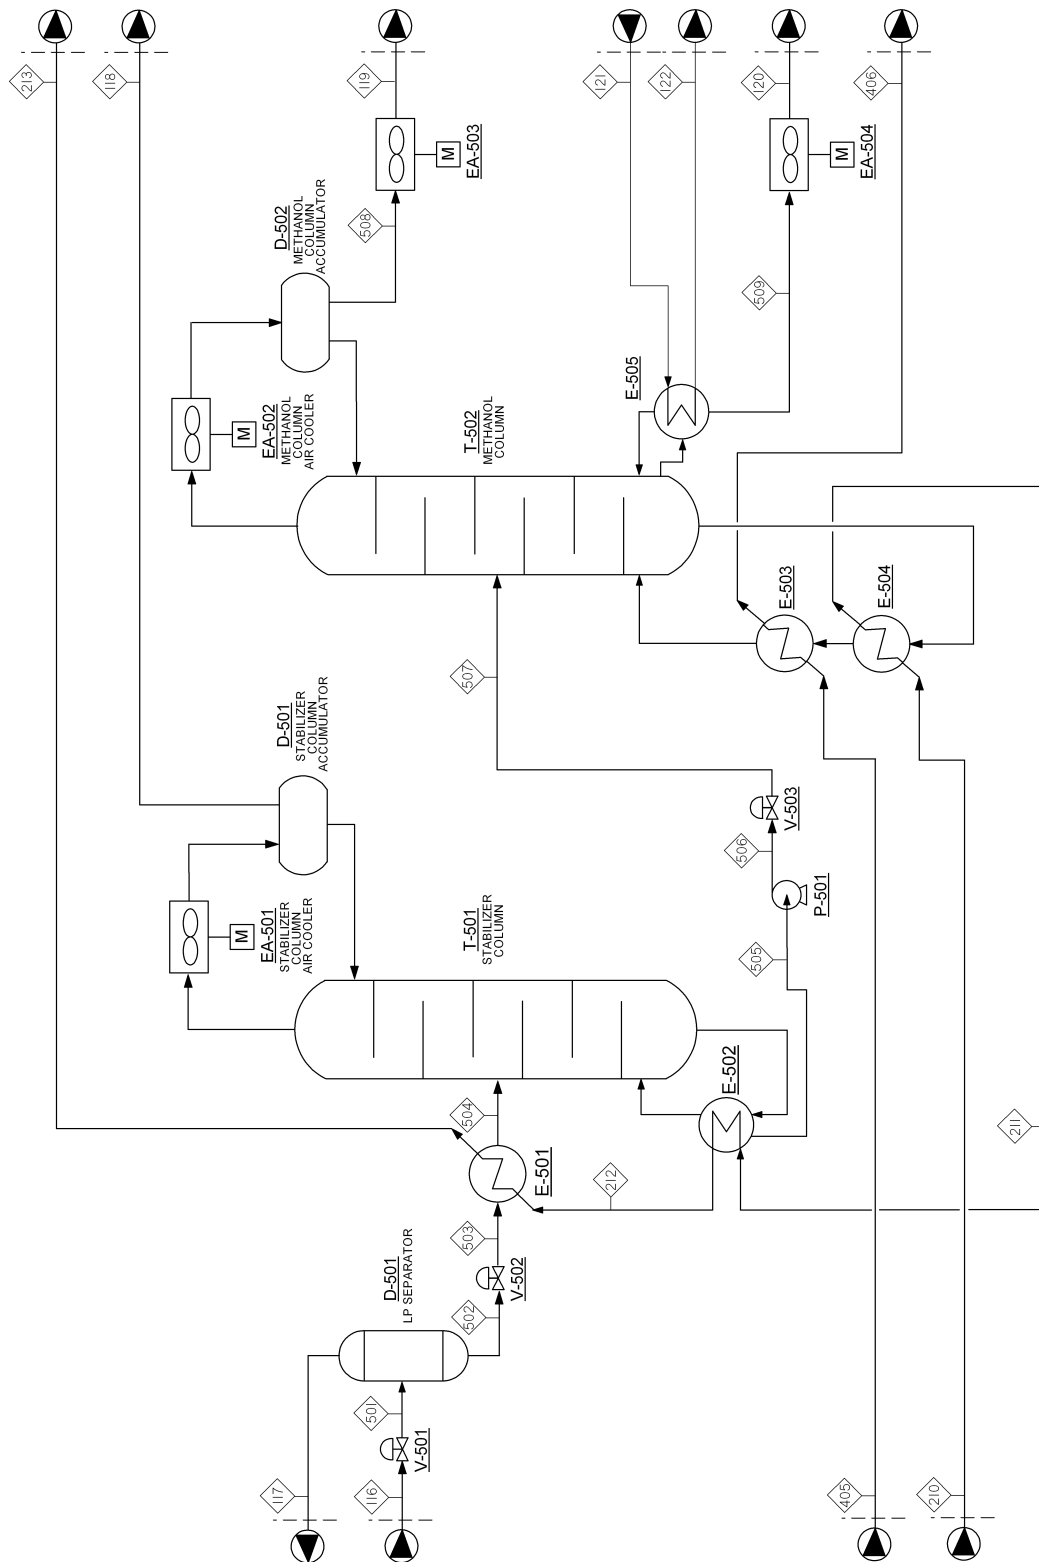 117
116
V-501
501
D-501
LP SEPARATOR
502
V-502
503
E-501
504
213
118
EA-501
STABILIZER
COLUMN
AIR COOLER
M
D-501
STABILIZER
COLUMN
ACCUMULATOR
T-501
STABILIZER
COLUMN
E-502
212
211
505
P-501
506
V-503
507
405
210
E-503
E-504
EA-502
METHANOL
COLUMN
AIR COOLER
M
D-502
METHANOL
COLUMN
ACCUMULATOR
T-502
METHANOL
COLUMN
E-505
508
EA-503
M
119
121
122
509
EA-504
M
120
406